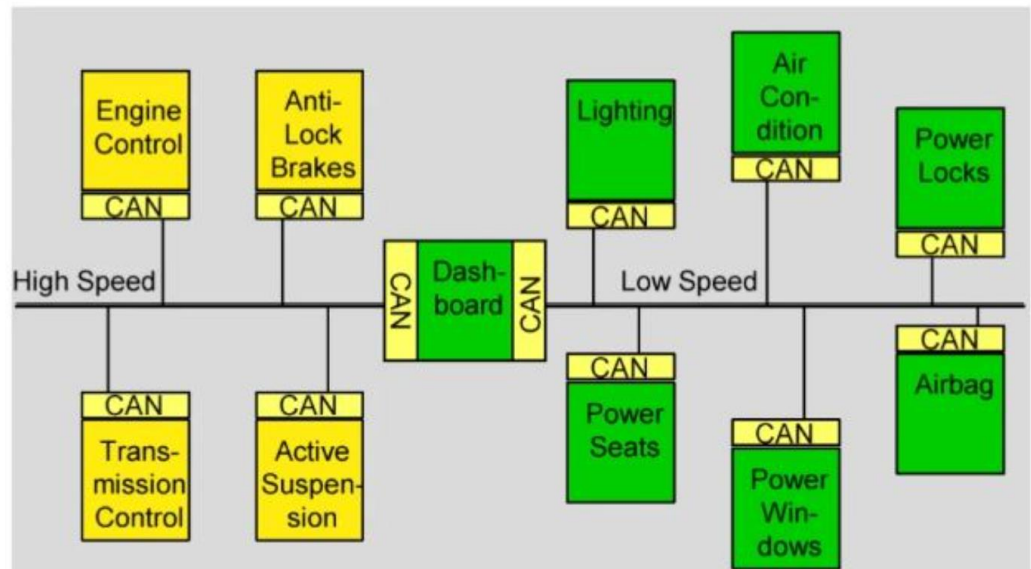 Engine
Control
CAN
Anti-
Lock
Brakes
CAN
Lighting
CAN
Air
Con-
dition
CAN
Power
Locks
CAN
High Speed
CAN
Dash-
board
CAN
Low Speed
CAN
Trans-
mission
Control
CAN
Active
Suspen-
sion
CAN
Power
Seats
CAN
Power
Win-
dows
CAN
Airbag